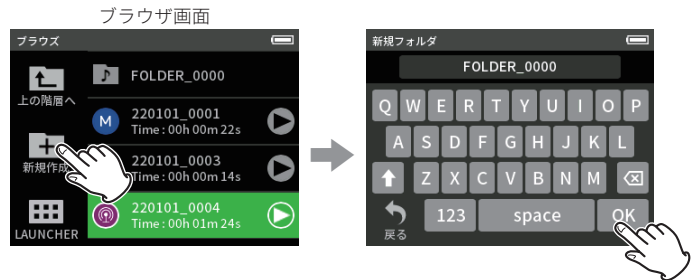 ブラウザ画面
ブラウズ
上の階層へ
新規作成
LAUNCHER
FOLDER_0000
M
220101_0001
Time : 00h 00m 22s
220101_0003
Time : 00h 00m 14s
220101_0004
Time : 00h 01m 24s
新規フォルダ
FOLDER_0000
Q W E R T Y U I O P
A S D F G H J K L
Z X C V B N M
戻る
123 space OK